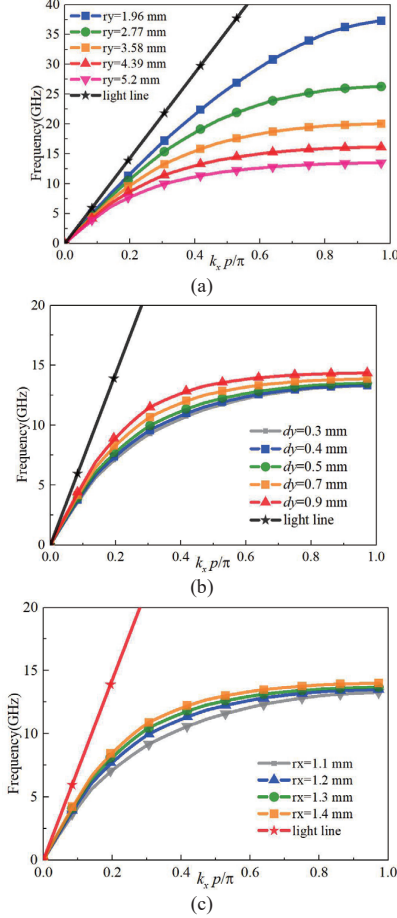 40
35
30
25
20
15
10
5
0
Frequency(GHz)
ry=1.96 mm
ry=2.77 mm
ry=3.58 mm
ry=4.39 mm
ry=5.2 mm
light line
0.0 0.2 0.4 0.6 0.8 1.0
kₓ p/π
(a)
20
15
10
5
0
Frequency(GHz)
dy=0.3 mm
dy=0.4 mm
dy=0.5 mm
dy=0.7 mm
dy=0.9 mm
light line
0.0 0.2 0.4 0.6 0.8 1.0
kₓ p/π
(b)
20
15
10
5
0
Frequency(GHz)
rx=1.1 mm
rx=1.2 mm
rx=1.3 mm
rx=1.4 mm
light line
0.0 0.2 0.4 0.6 0.8 1.0
kₓ p/π
(c)